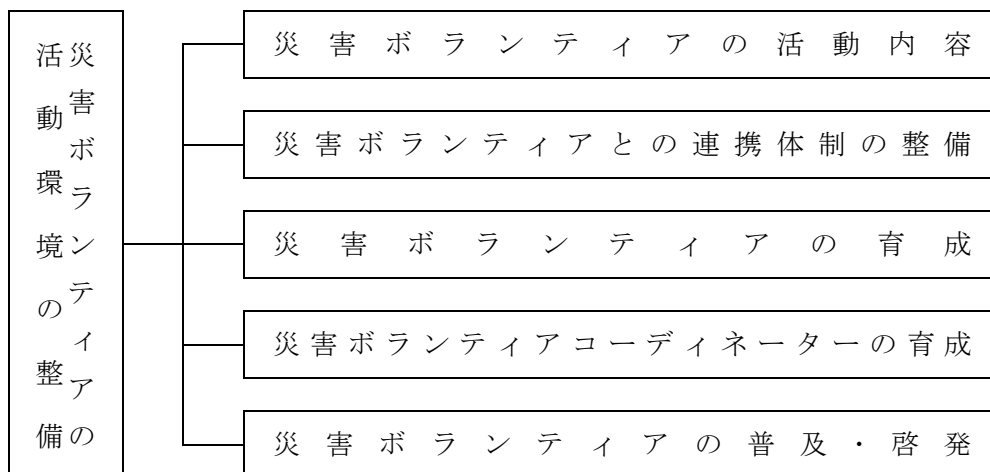 災害ボランティアの
活動環境の整備
災害ボランティアの活動内容
災害ボランティアとの連携体制の整備
災害ボランティアの育成
災害ボランティアコーディネーターの育成
災害ボランティアの普及・啓発